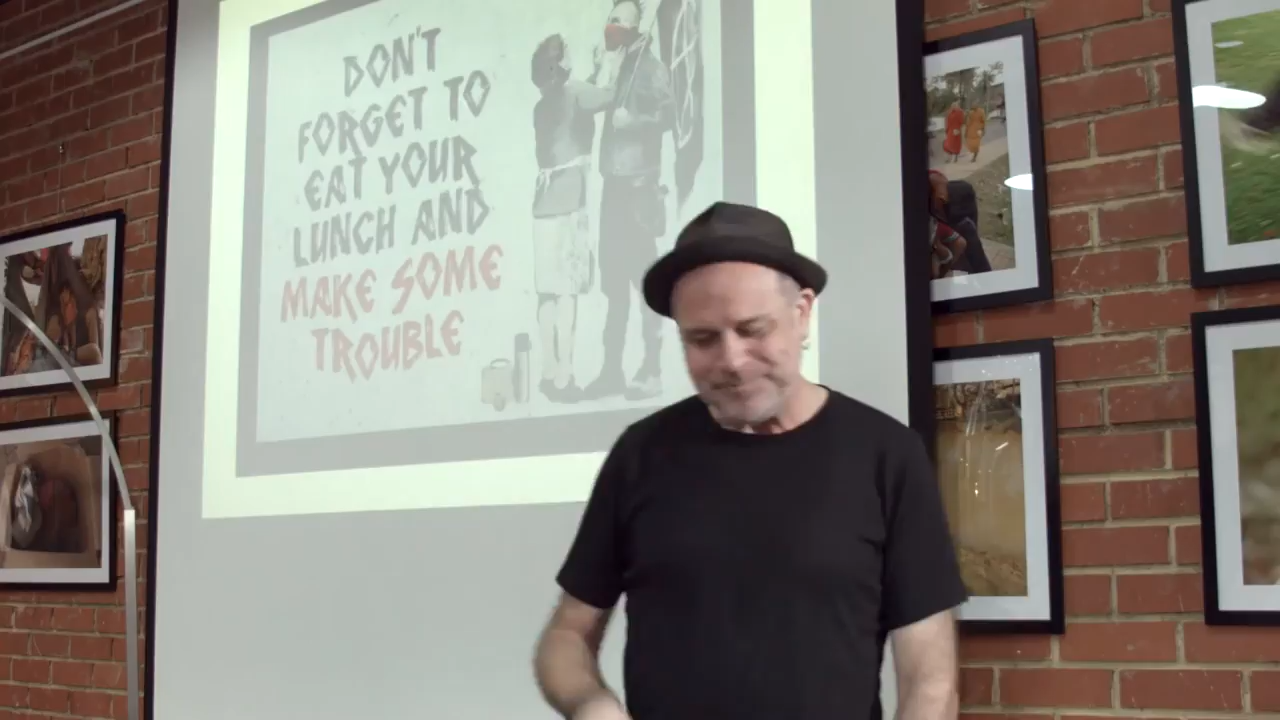 DON'T
FORGET TO
EAT YOUR
LUNCH AND
MAKE SOME
TROUBLE